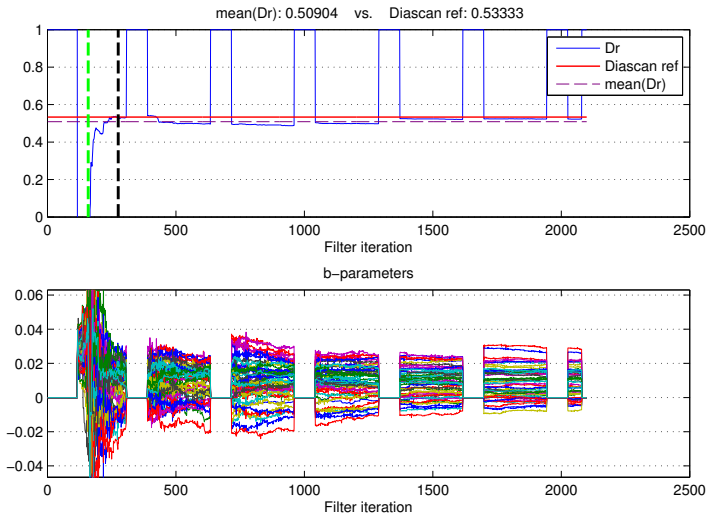 mean(Dr): 0.50904    vs.    Diascan ref: 0.53333
1
0.8
0.6
0.4
0.2
0
Dr
Diascan ref
mean(Dr)
0 500 1000 1500 2000 2500
Filter iteration
b−parameters
0.06
0.04
0.02
0
−0.02
−0.04
0 500 1000 1500 2000 2500
Filter iteration